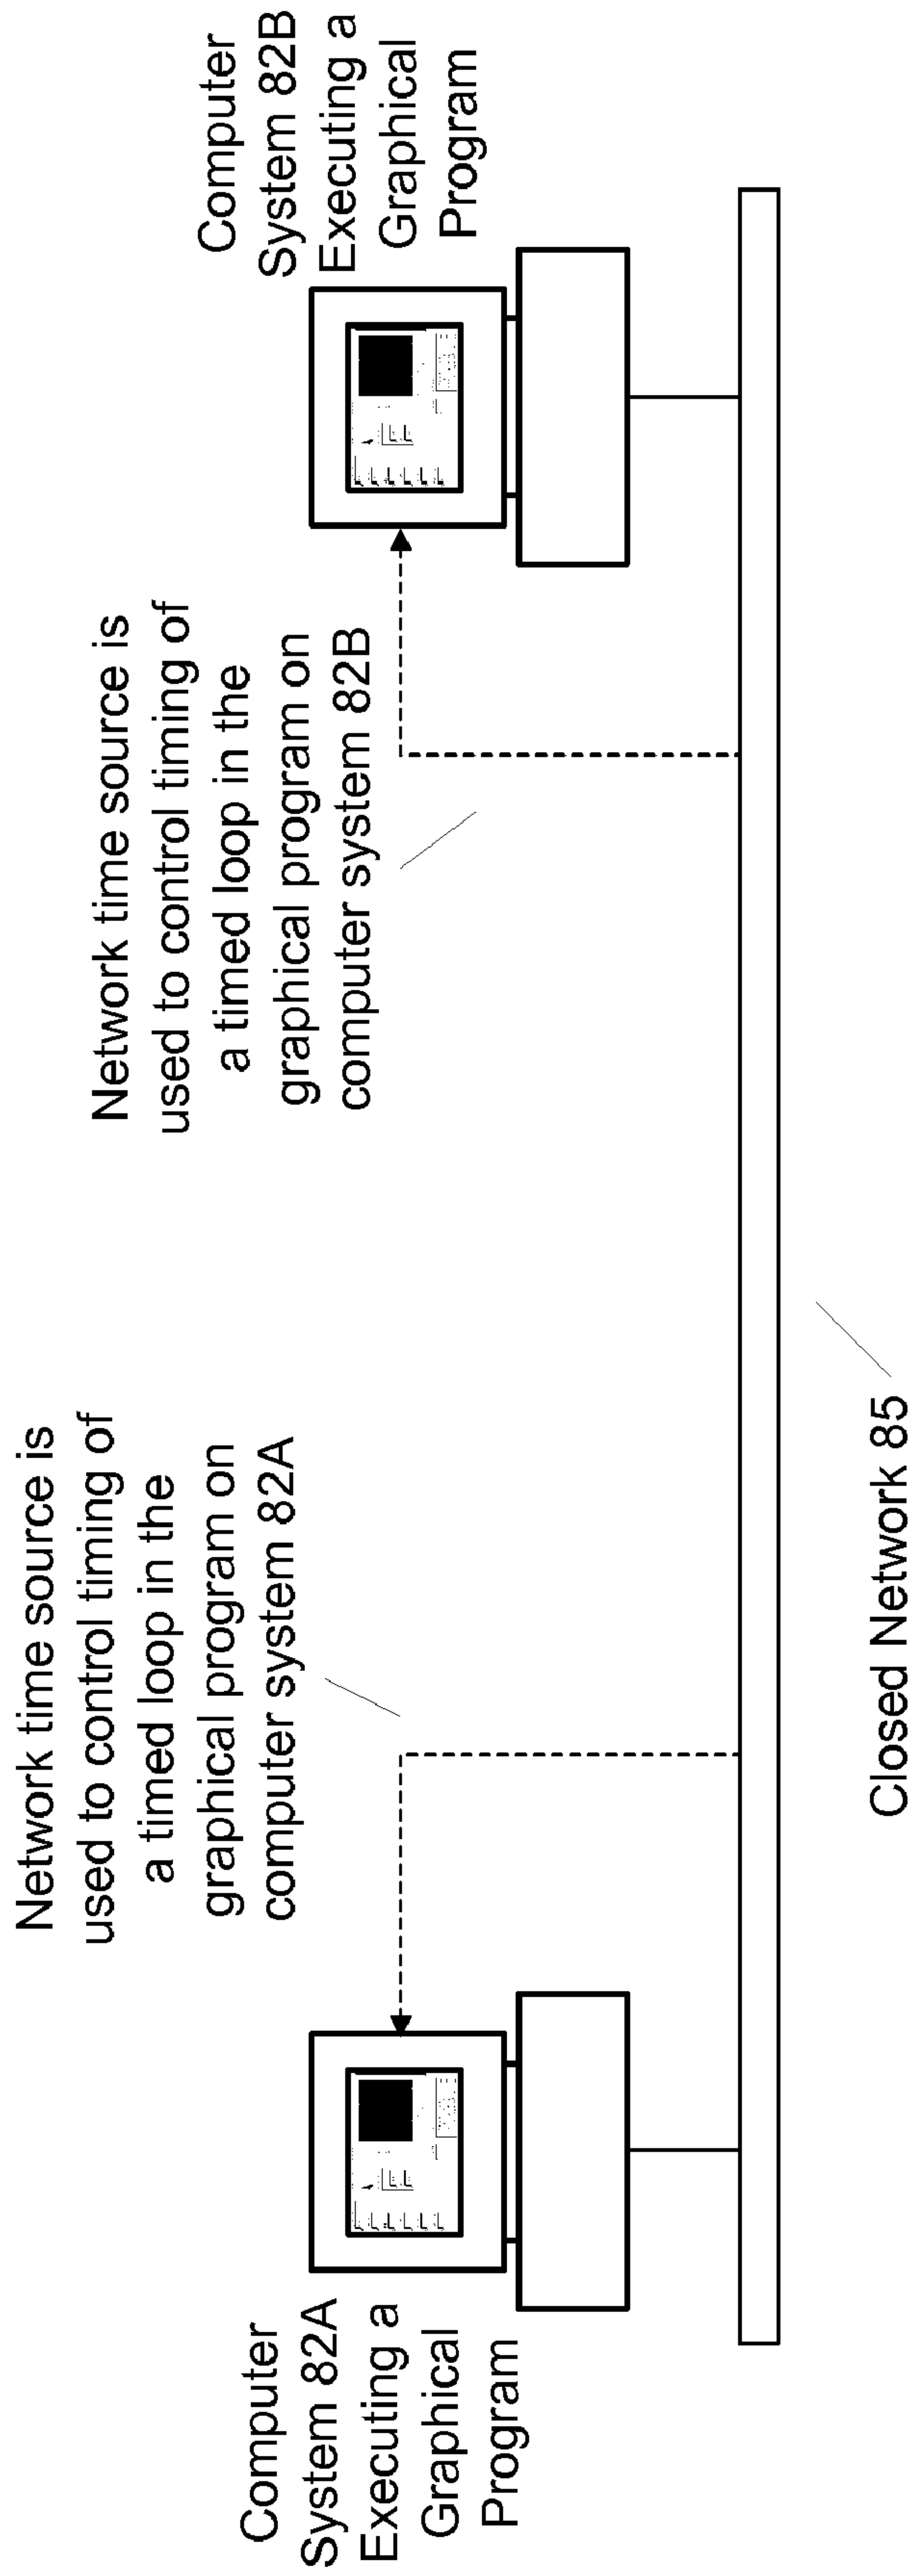 Computer
System 82A
Executing a
Graphical
Program
Network time source is
used to control timing of
a timed loop in the
graphical program on
computer system 82A
Network time source is
used to control timing of
a timed loop in the
graphical program on
computer system 82B
Computer
System 82B
Executing a
Graphical
Program
Closed Network 85